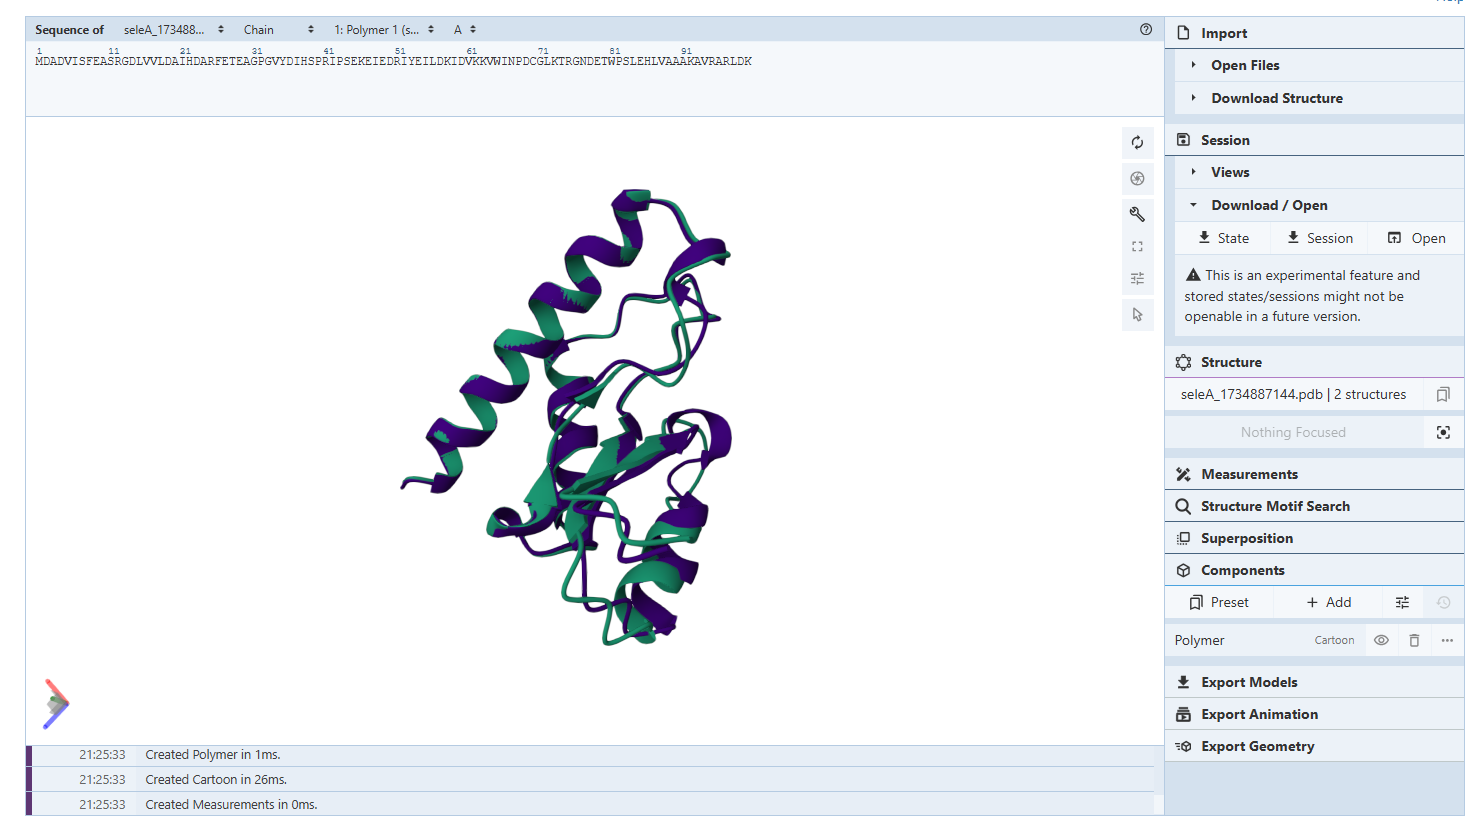 Sequence of seleA_173488... Chain 1: Polymer 1 (s... A
1 11 21 31 41 51 61 71 81 91
MDADVISFEASRGDLVVLDAIHDARFETEAGPGVYDIHSPRIPSEKEIEDRIYEILDKIDVKKVWINPDCGLKTRGNDETWPSLEHLVAAAKAVRARLDK
Import
Open Files
Download Structure
Session
Views
Download / Open
State Session Open
This is an experimental feature and
stored states/sessions might not be
openable in a future version.
Structure
seleA_1734887144.pdb | 2 structures
Nothing Focused
Measurements
Structure Motif Search
Superposition
Components
Preset + Add
Polymer Cartoon
Export Models
Export Animation
Export Geometry
21:25:33 Created Polymer in 1ms.
21:25:33 Created Cartoon in 26ms.
21:25:33 Created Measurements in 0ms.